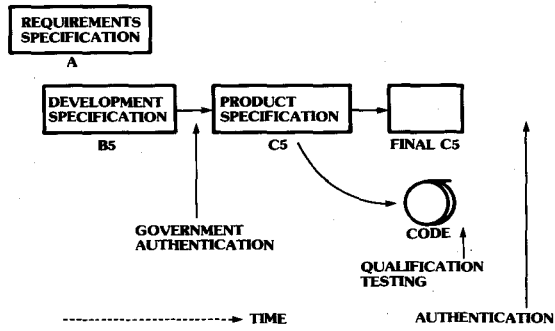 REQUIREMENTS
SPECIFICATION
A
DEVELOPMENT
SPECIFICATION
B5
PRODUCT
SPECIFICATION
C5
FINAL C5
GOVERNMENT
AUTHENTICATION
CODE
QUALIFICATION
TESTING
TIME
AUTHENTICATION